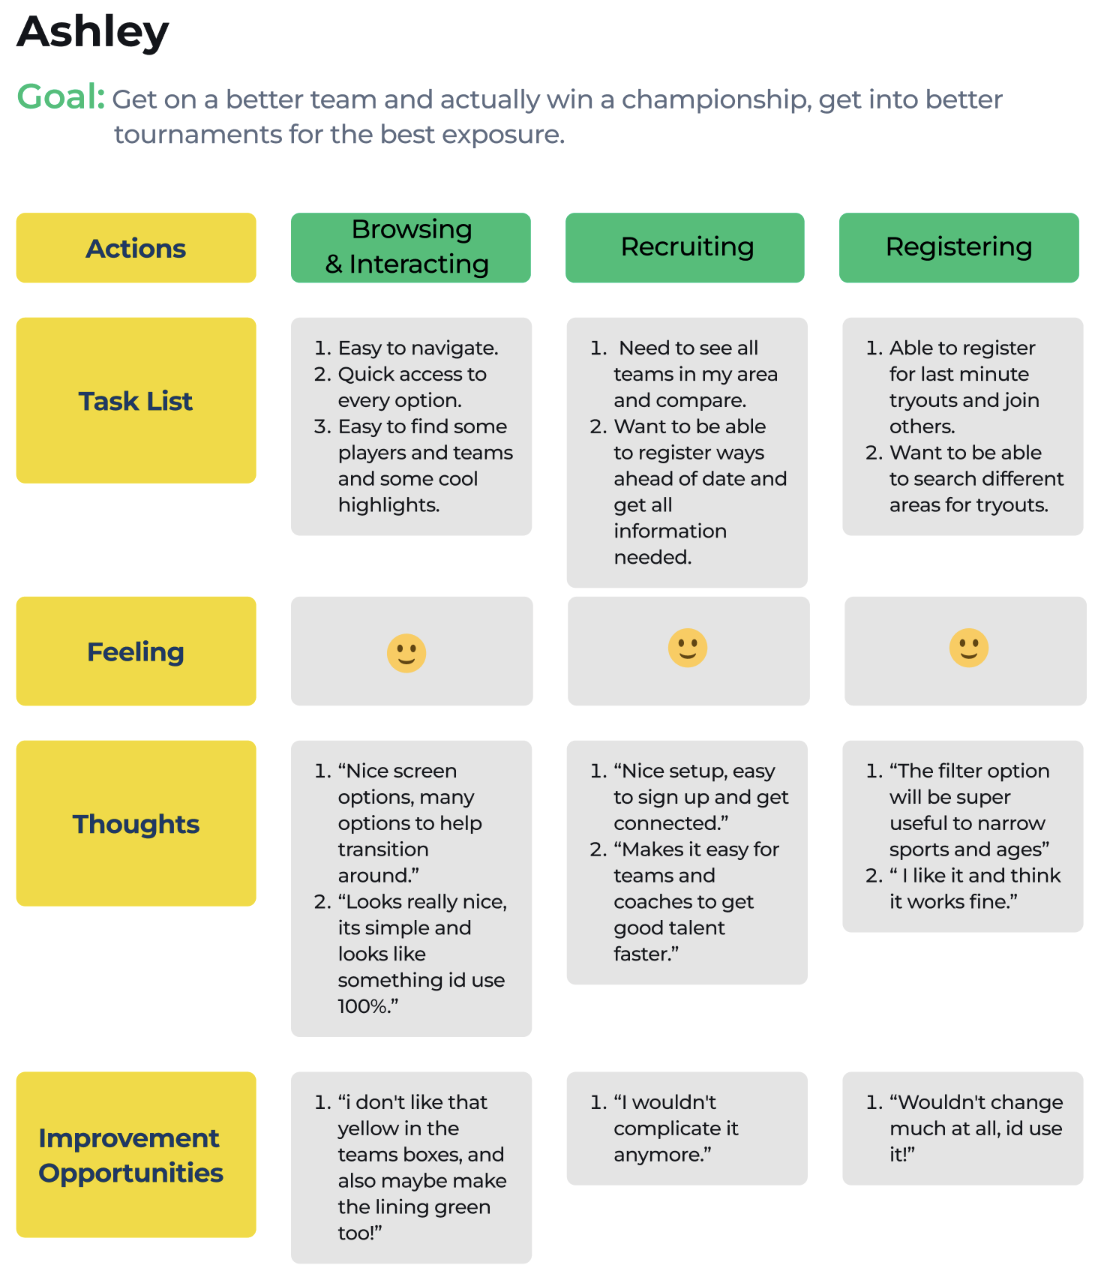 Ashley
Goal: Get on a better team and actually win a championship, get into better
tournaments for the best exposure.
Actions
Browsing
& Interacting
Recruiting
Registering
Task List
1. Easy to navigate.
2. Quick access to
every option.
3. Easy to find some
players and teams
and some cool
highlights.
1. Need to see all
teams in my area
and compare.
2. Want to be able
to register ways
ahead of date and
get all
information
needed.
1. Able to register
for last minute
tryouts and join
others.
2. Want to be able
to search different
areas for tryouts.
Feeling
Thoughts
1. “Nice screen
options, many
options to help
transition
around.”
2. “Looks really nice,
its simple and
looks like
something id use
100%.”
1. “Nice setup, easy
to sign up and get
connected.”
2. “Makes it easy for
teams and
coaches to get
good talent
faster.”
1. “The filter option
will be super
useful to narrow
sports and ages”
2. “ I like it and think
it works fine.”
Improvement
Opportunities
1. “i don't like that
yellow in the
teams boxes, and
also maybe make
the lining green
too!”
1. “I wouldn't
complicate it
anymore.”
1. “Wouldn't change
much at all, id use
it!”